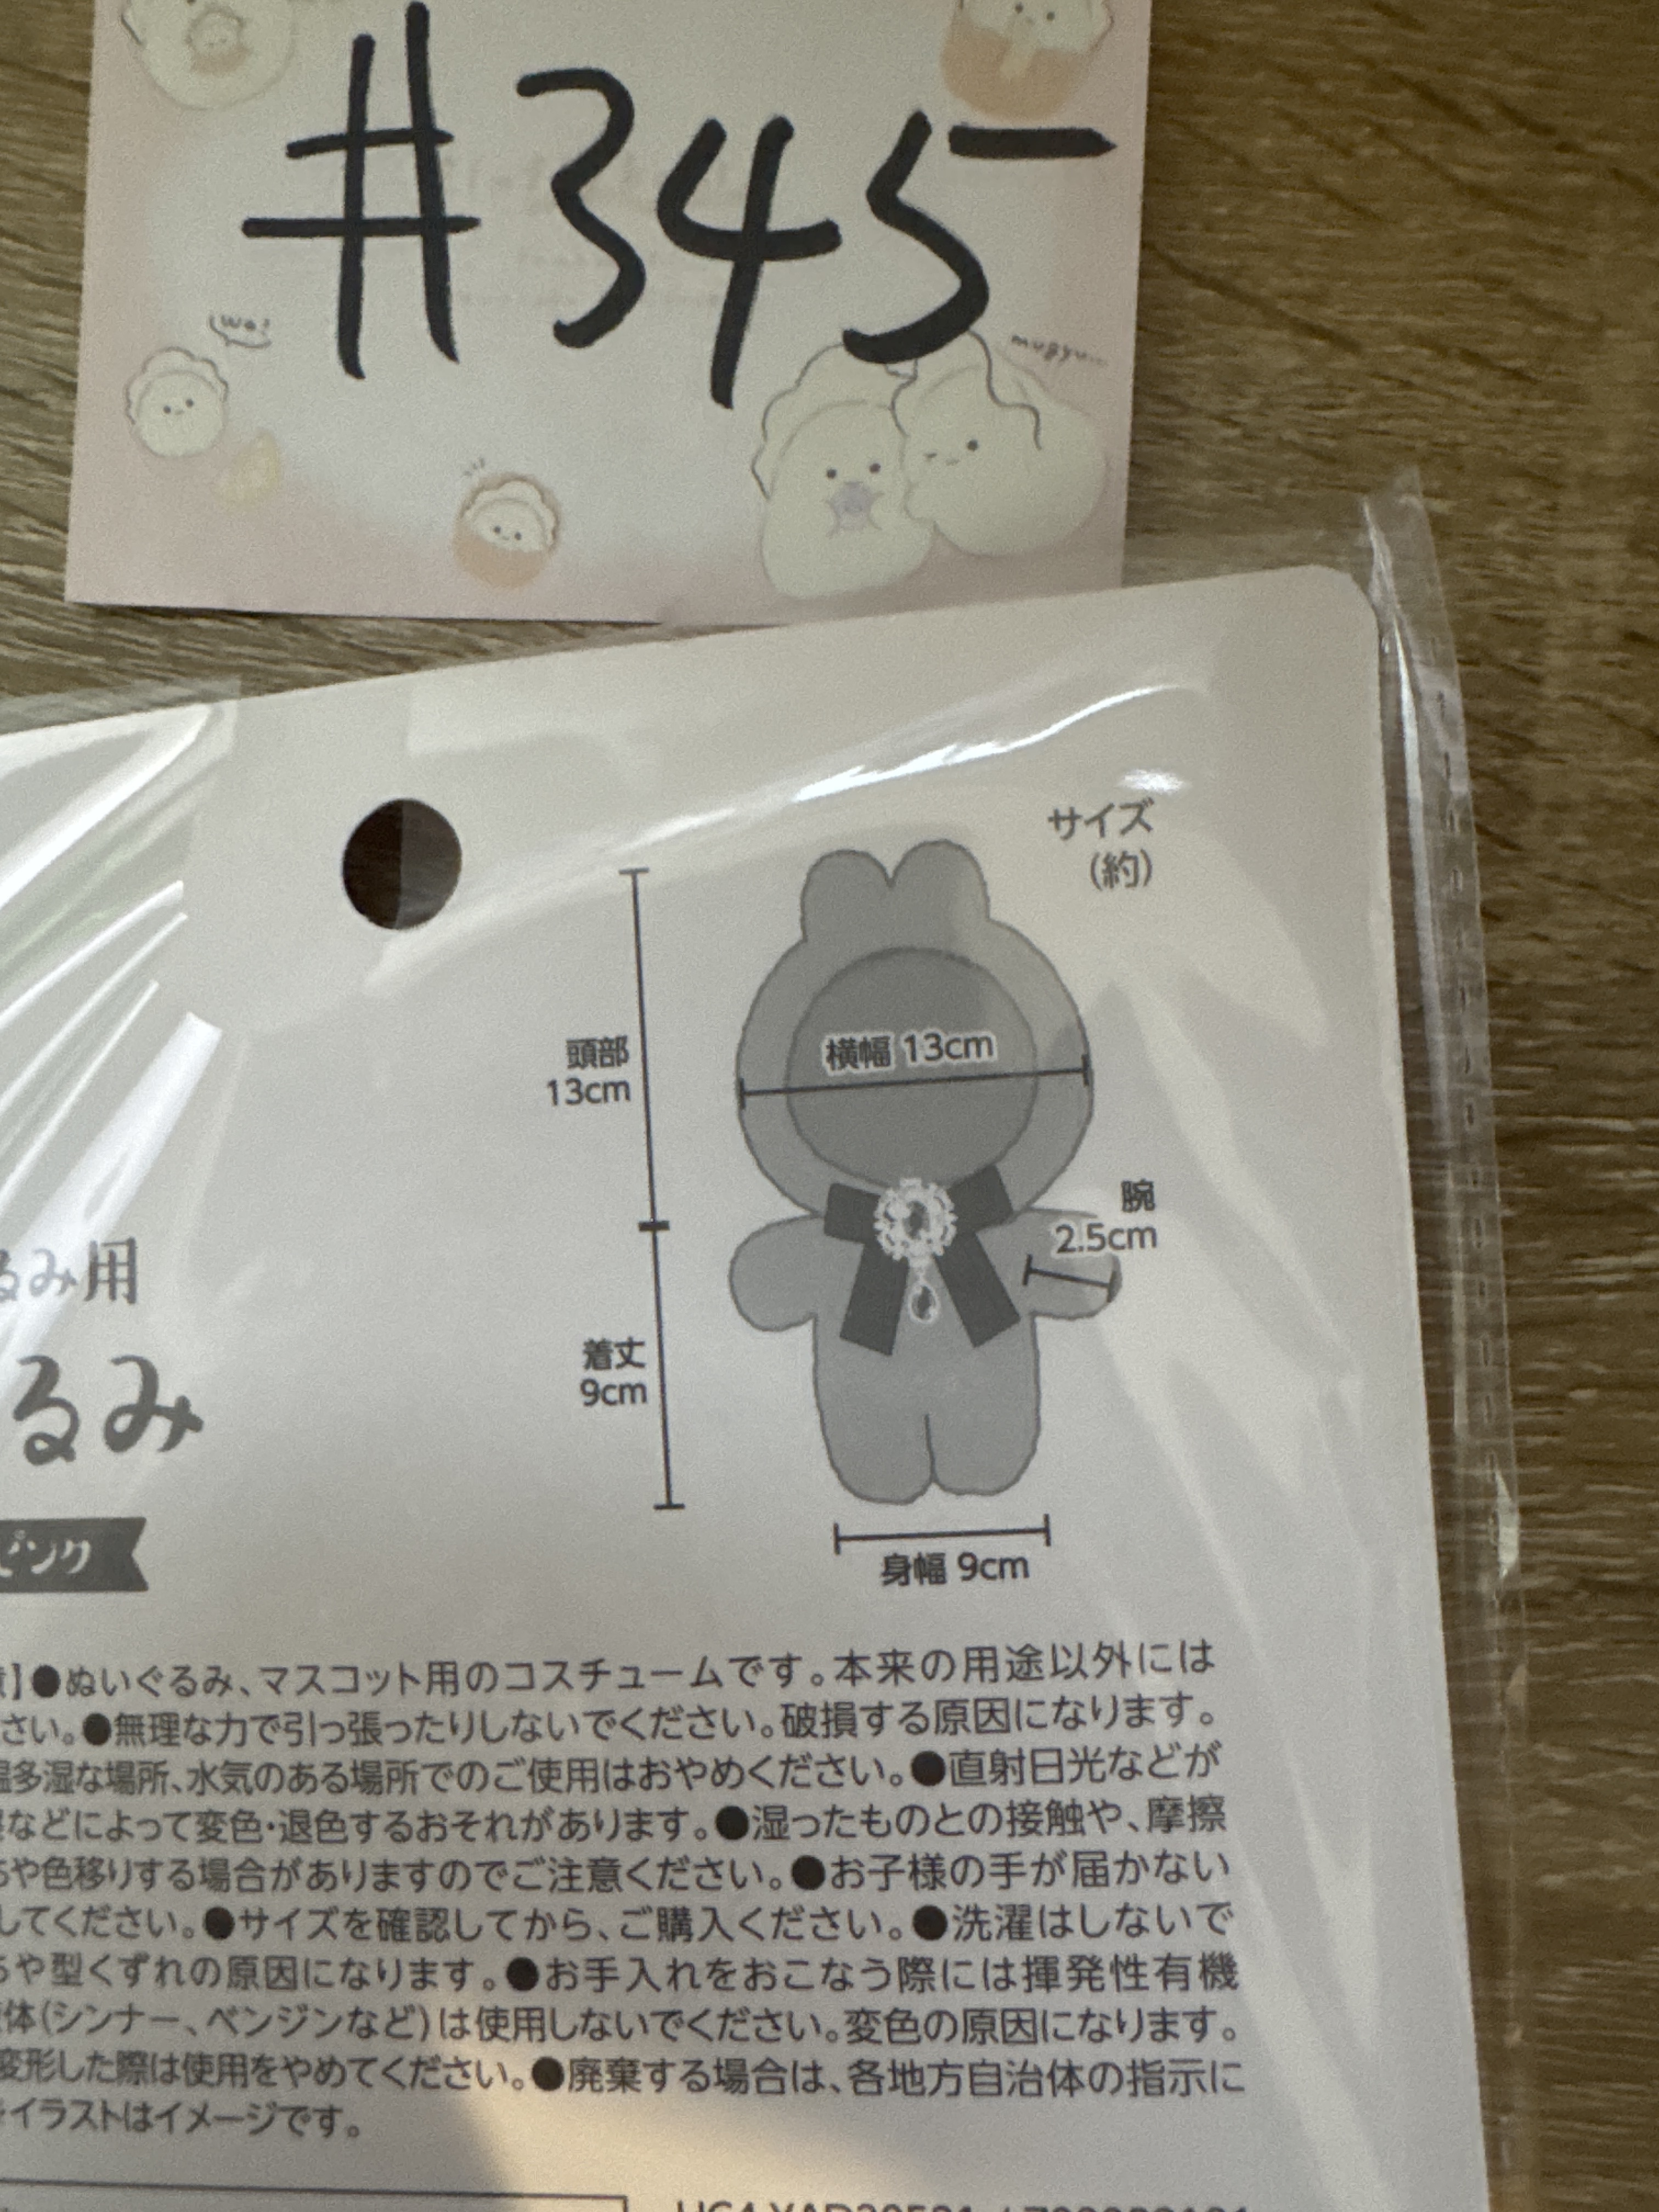 #345
wa!
mugyu...
サイズ
(約)
頭部
13cm
横幅 13cm
腕
2.5cm
着丈
9cm
身幅 9cm
るみ用
るみ
ピンク
】●ぬいぐるみ、マスコット用のコスチュームです。本来の用途以外には
さい。●無理な力で引っ張ったりしないでください。破損する原因になります。
温多湿な場所、水気のある場所でのご使用はおやめください。●直射日光などが
などによって変色・退色するおそれがあります。●湿ったものとの接触や、摩擦
ちや色移りする場合がありますのでご注意ください。●お子様の手が届かない
してください。●サイズを確認してから、ご購入ください。●洗濯はしないで
ちや型くずれの原因になります。●お手入れをおこなう際には揮発性有機
体(シンナー、ベンジンなど)は使用しないでください。変色の原因になります。
変形した際は使用をやめてください。●廃棄する場合は、各地方自治体の指示に
イラストはイメージです。